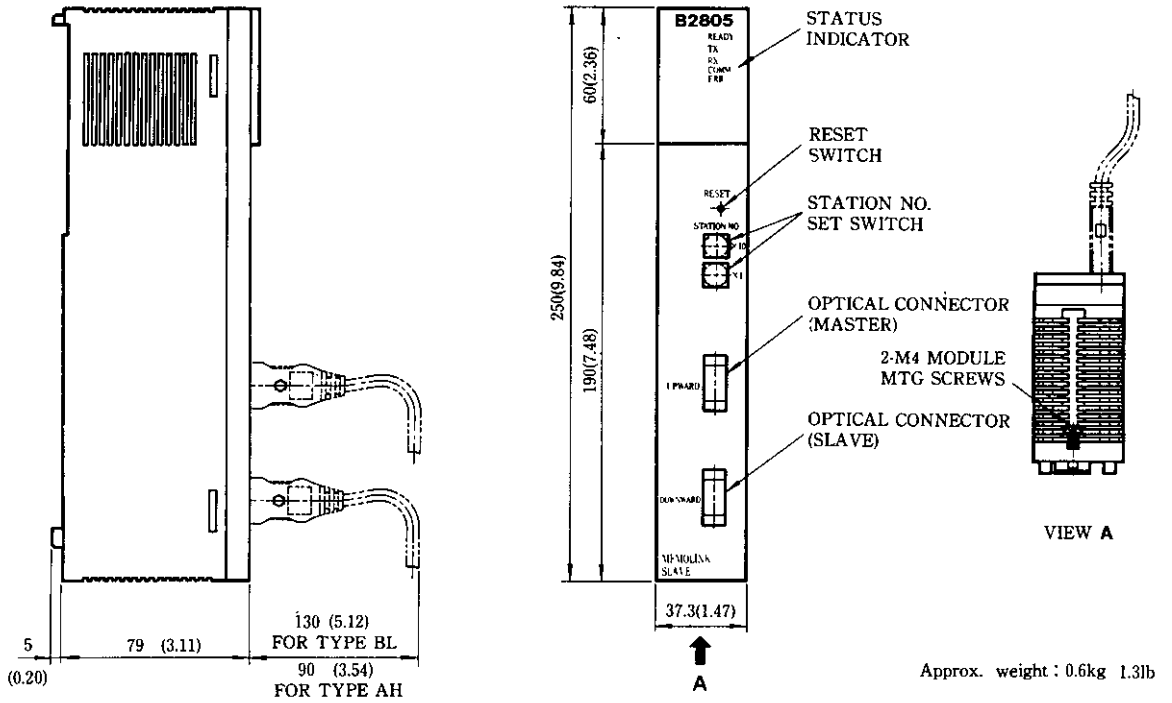 5
(0.20)
79 (3.11)
130 (5.12)
FOR TYPE BL
90 (3.54)
FOR TYPE AH
250(9.84)
60(2.36)
190(7.48)
B2805
READY
TX
RX
COMM
ERR
RESET
STATION NO
X10
X1
UPWARD
DOWNWARD
MEMOLINK
SLAVE
37.3(1.47)
A
STATUS
INDICATOR
RESET
SWITCH
STATION NO.
SET SWITCH
OPTICAL CONNECTOR
(MASTER)
OPTICAL CONNECTOR
(SLAVE)
2-M4 MODULE
MTG SCREWS
VIEW A
Approx. weight : 0.6kg 1.3lb